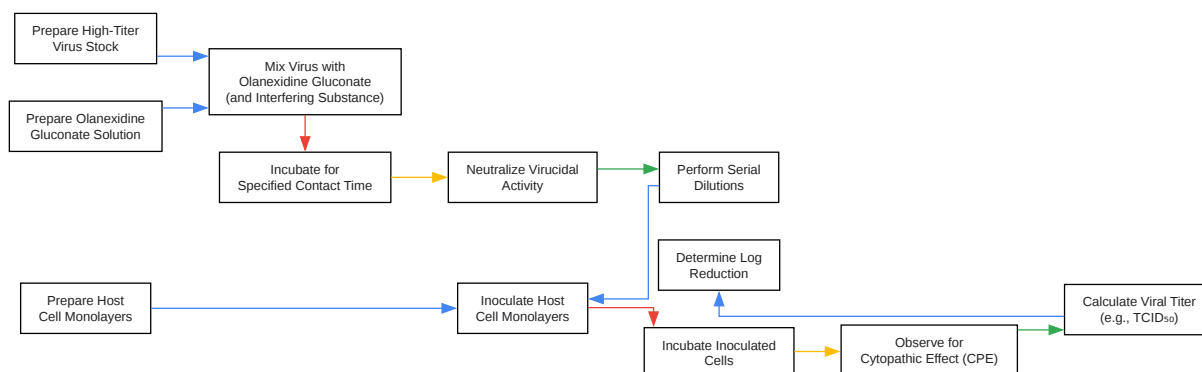 Prepare High-Titer
Virus Stock
Mix Virus with
Olanexidine Gluconate
(and Interfering Substance)
Prepare Olanexidine
Gluconate Solution
Incubate for
Specified Contact Time
Neutralize Virucidal
Activity
Perform Serial
Dilutions
Determine Log
Reduction
Prepare Host
Cell Monolayers
Inoculate Host
Cell Monolayers
Calculate Viral Titer
(e.g., TCID₅₀)
Incubate Inoculated
Cells
Observe for
Cytopathic Effect (CPE)